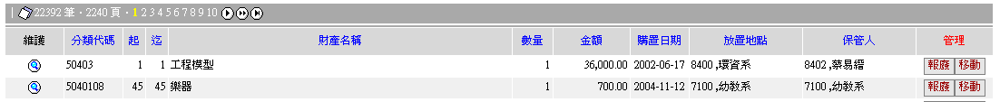 22392 筆‧2240 頁‧1 2 3 4 5 6 7 8 9 10
維護 分類代碼 起 迄 財產名稱 數量 金額 購置日期 放置地點 保管人 管理
50403 1 1 工程模型 1 36,000.00 2002-06-17 8400 ,環資系 8402 ,蔡易縉 報廢 移動
5040108 45 45 樂器 1 700.00 2004-11-12 7100 ,幼教系 7100 ,幼教系 報廢 移動